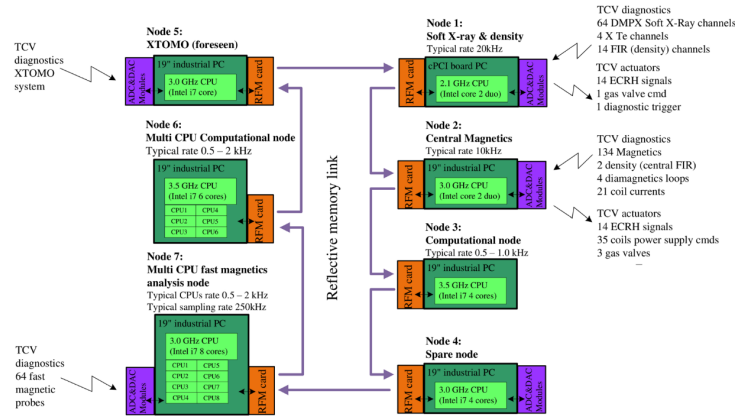 Node 5:
XTOMO (foreseen)
TCV
diagnostics
XTOMO
system
ADC&DAC
Modules
19" industrial PC
3.0 GHz CPU
(Intel i7 core)
RFM card
Node 6:
Multi CPU Computational node
Typical rate 0.5 – 2 kHz
19" industrial PC
3.5 GHz CPU
(Intel i7 6 cores)
CPU1 CPU4
CPU2 CPU5
CPU3 CPU6
RFM card
Node 7:
Multi CPU fast magnetics
analysis node
Typical CPUs rate 0.5 – 2 kHz
Typical sampling rate 250kHz
TCV
diagnostics
64 fast
magnetic
probes
ADC&DAC
Modules
19" industrial PC
3.0 GHz CPU
(Intel i7 8 cores)
CPU1 CPU5
CPU2 CPU6
CPU3 CPU7
CPU4 CPU8
RFM card
Reflective memory link
Node 1:
Soft X-ray & density
Typical rate 20kHz
RFM card
cPCI board PC
2.1 GHz CPU
(Intel core 2 duo)
ADC&DAC
Modules
TCV diagnostics
64 DMPX Soft X-Ray channels
4 X Te channels
14 FIR (density) channels
TCV actuators
14 ECRH signals
1 gas valve cmd
1 diagnostic trigger
Node 2:
Central Magnetics
Typical rate 10kHz
RFM card
19" industrial PC
3.0 GHz CPU
(Intel core 2 duo)
ADC&DAC
Modules
TCV diagnostics
134 Magnetics
2 density (central FIR)
4 diamagnetics loops
21 coil currents
TCV actuators
14 ECRH signals
35 coils power supply cmds
3 gas valves
Node 3:
Computational node
Typical rate 0.5 – 1.0 kHz
RFM card
19" industrial PC
3.5 GHz CPU
(Intel i7 4 cores)
Node 4:
Spare node
RFM card
19" industrial PC
3.0 GHz CPU
(Intel i7 4 cores)
ADC&DAC
Modules